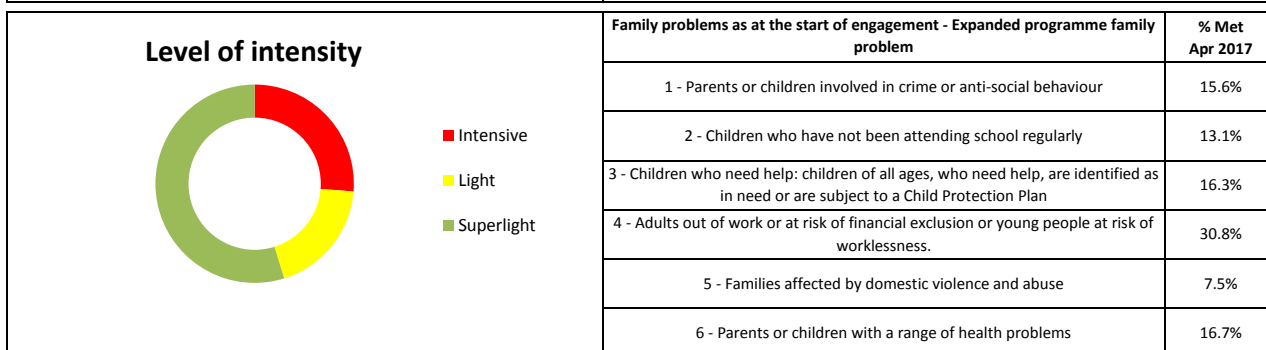 Level of intensity
Intensive
Light
Superlight
Family problems as at the start of engagement - Expanded programme family
problem
% Met
Apr 2017
1 - Parents or children involved in crime or anti-social behaviour
15.6%
2 - Children who have not been attending school regularly
13.1%
3 - Children who need help: children of all ages, who need help, are identified as
in need or are subject to a Child Protection Plan
16.3%
4 - Adults out of work or at risk of financial exclusion or young people at risk of
worklessness.
30.8%
5 - Families affected by domestic violence and abuse
7.5%
6 - Parents or children with a range of health problems
16.7%